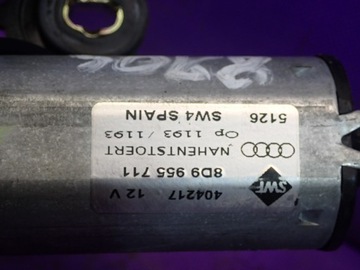 SWF
404217 12 V
8D9 955 711
NAHENTSTOERT
Op 1193 / 1193
SW4 SPAIN 5126